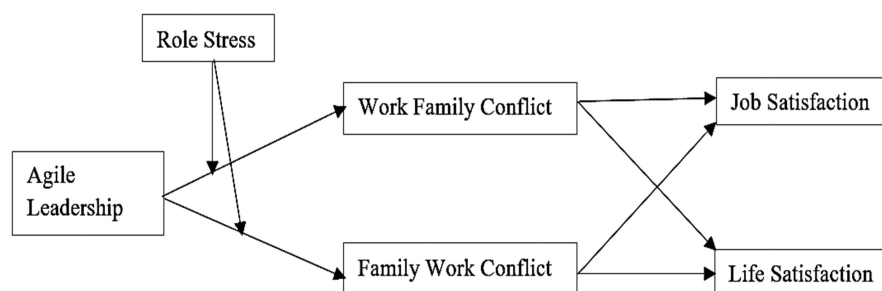 Role Stress
Work Family Conflict
Job Satisfaction
Agile
Leadership
Family Work Conflict
Life Satisfaction